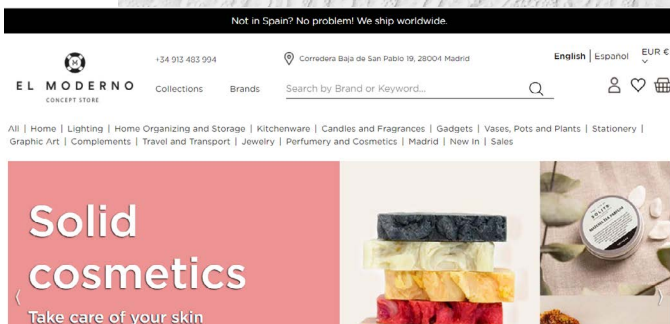 Not in Spain? No problem! We ship worldwide.
+34 913 483 994
Corredera Baja de San Pablo 19, 28004 Madrid
English | Español
EUR €
EL MODERNO
CONCEPT STORE
Collections
Brands
Search by Brand or Keyword...
All | Home | Lighting | Home Organizing and Storage | Kitchenware | Candles and Fragrances | Gadgets | Vases, Pots and Plants | Stationery |
Graphic Art | Complements | Travel and Transport | Jewelry | Perfumery and Cosmetics | Madrid | New In | Sales
Solid
cosmetics
Take care of your skin